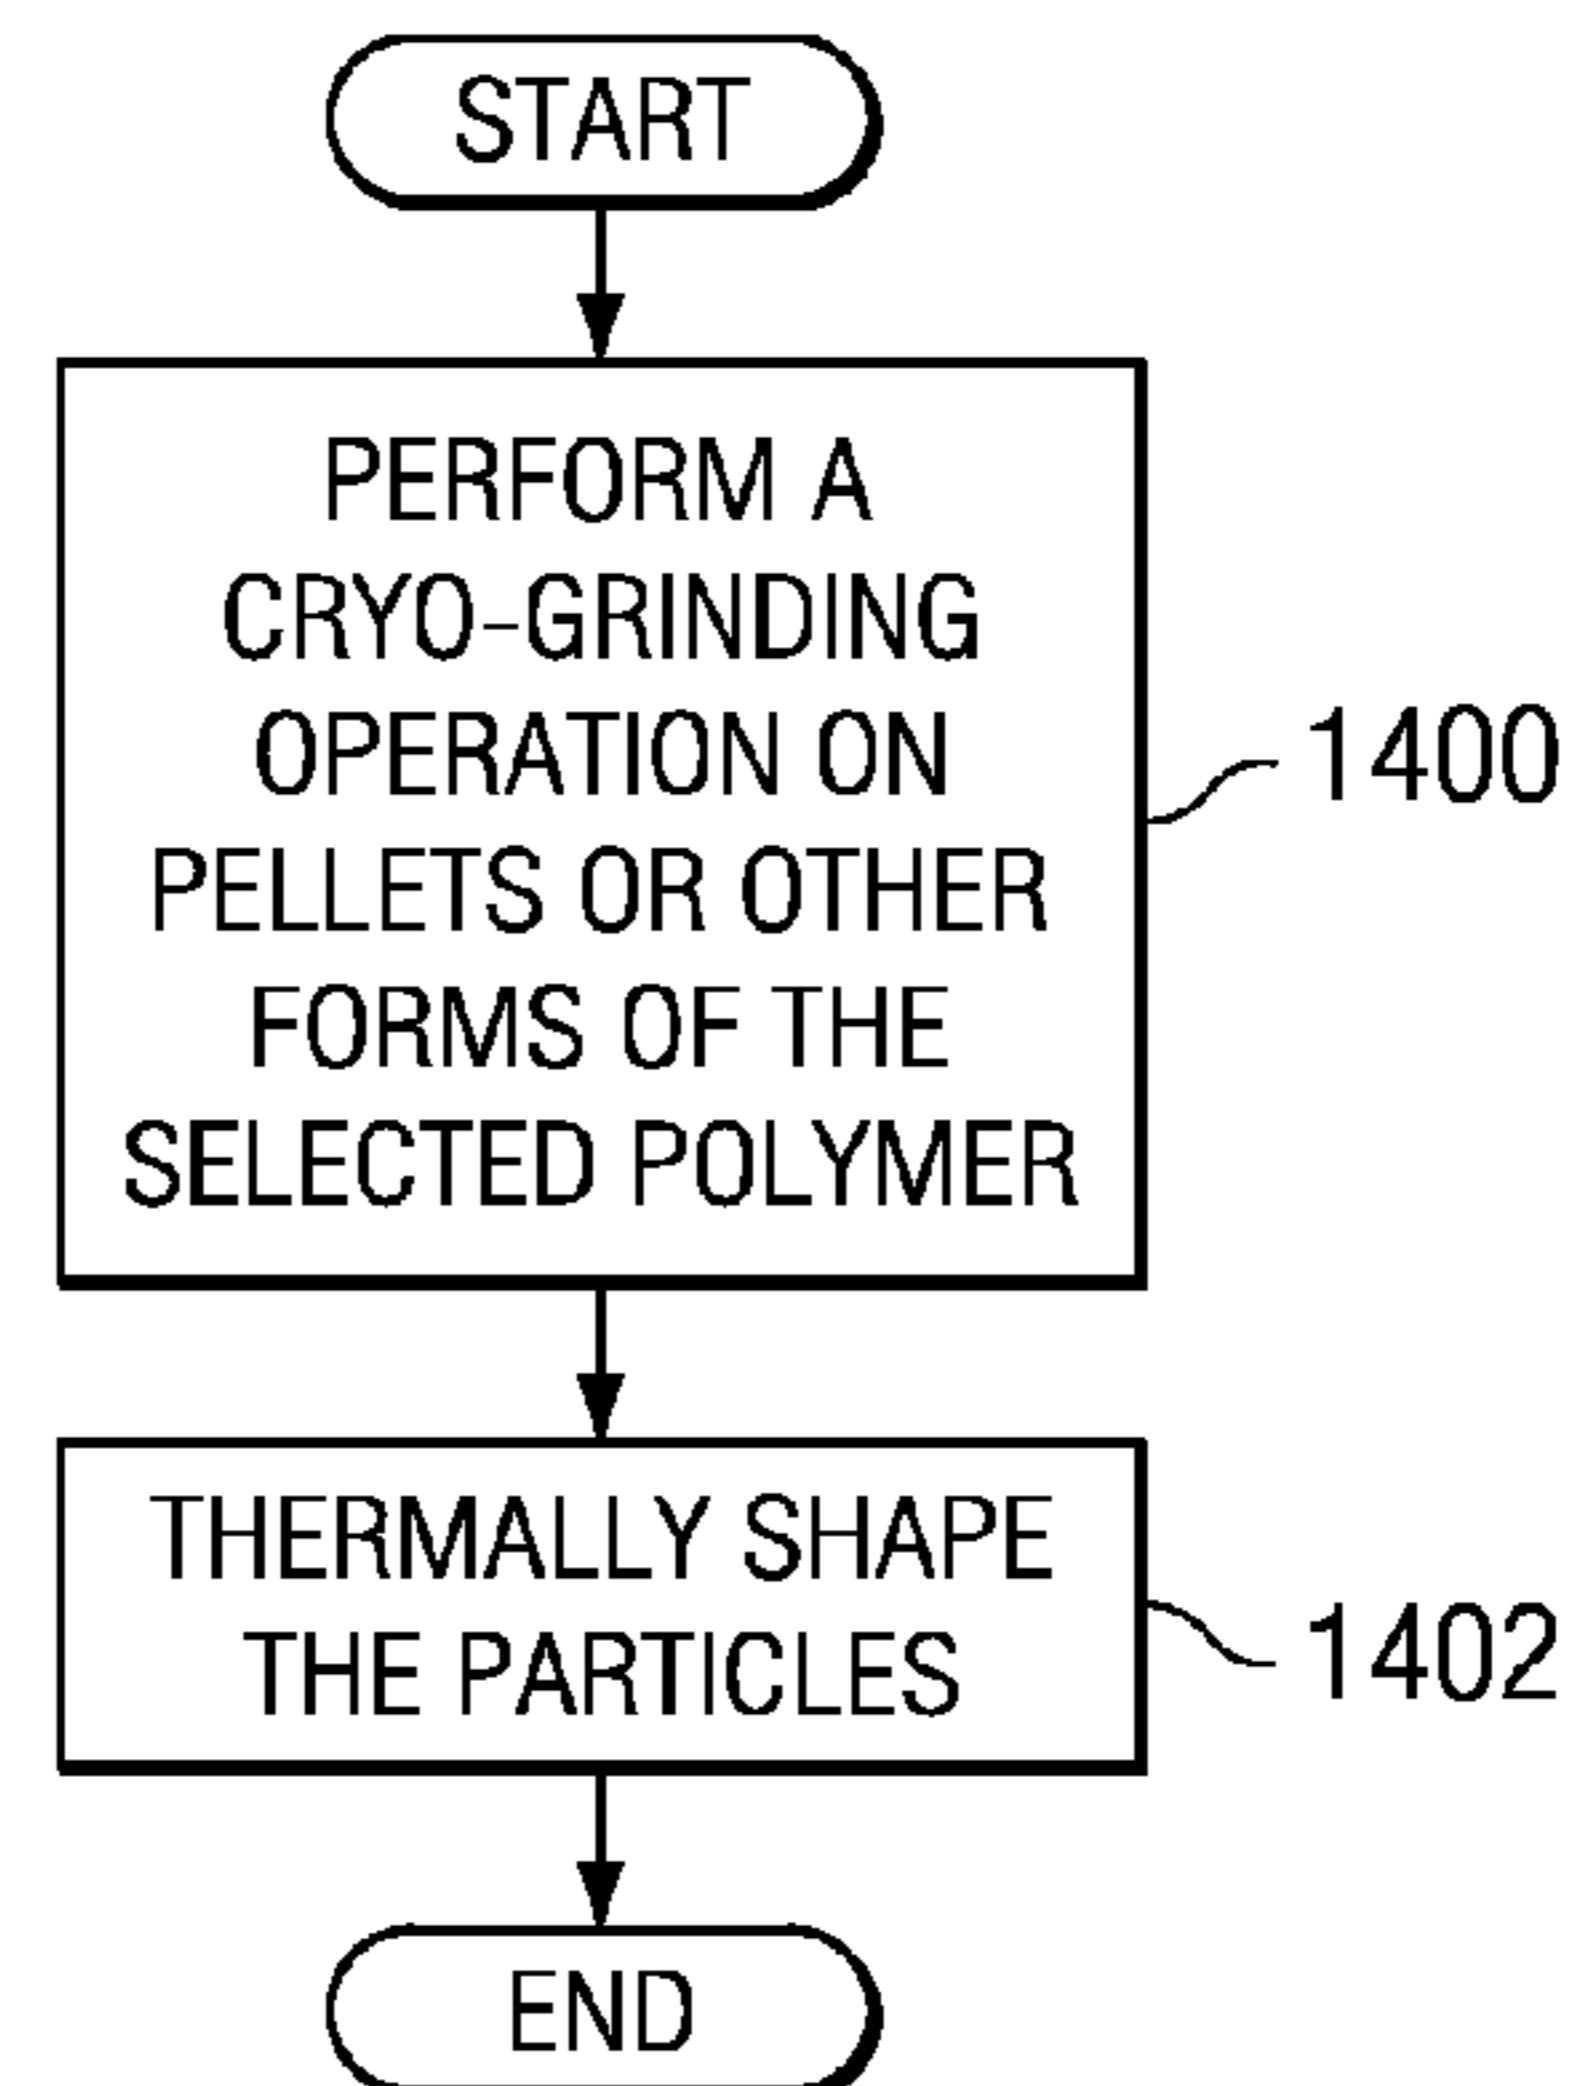 START
PERFORM A
CRYO-GRINDING
OPERATION ON
PELLETS OR OTHER
FORMS OF THE
SELECTED POLYMER
1400
THERMALLY SHAPE
THE PARTICLES
1402
END